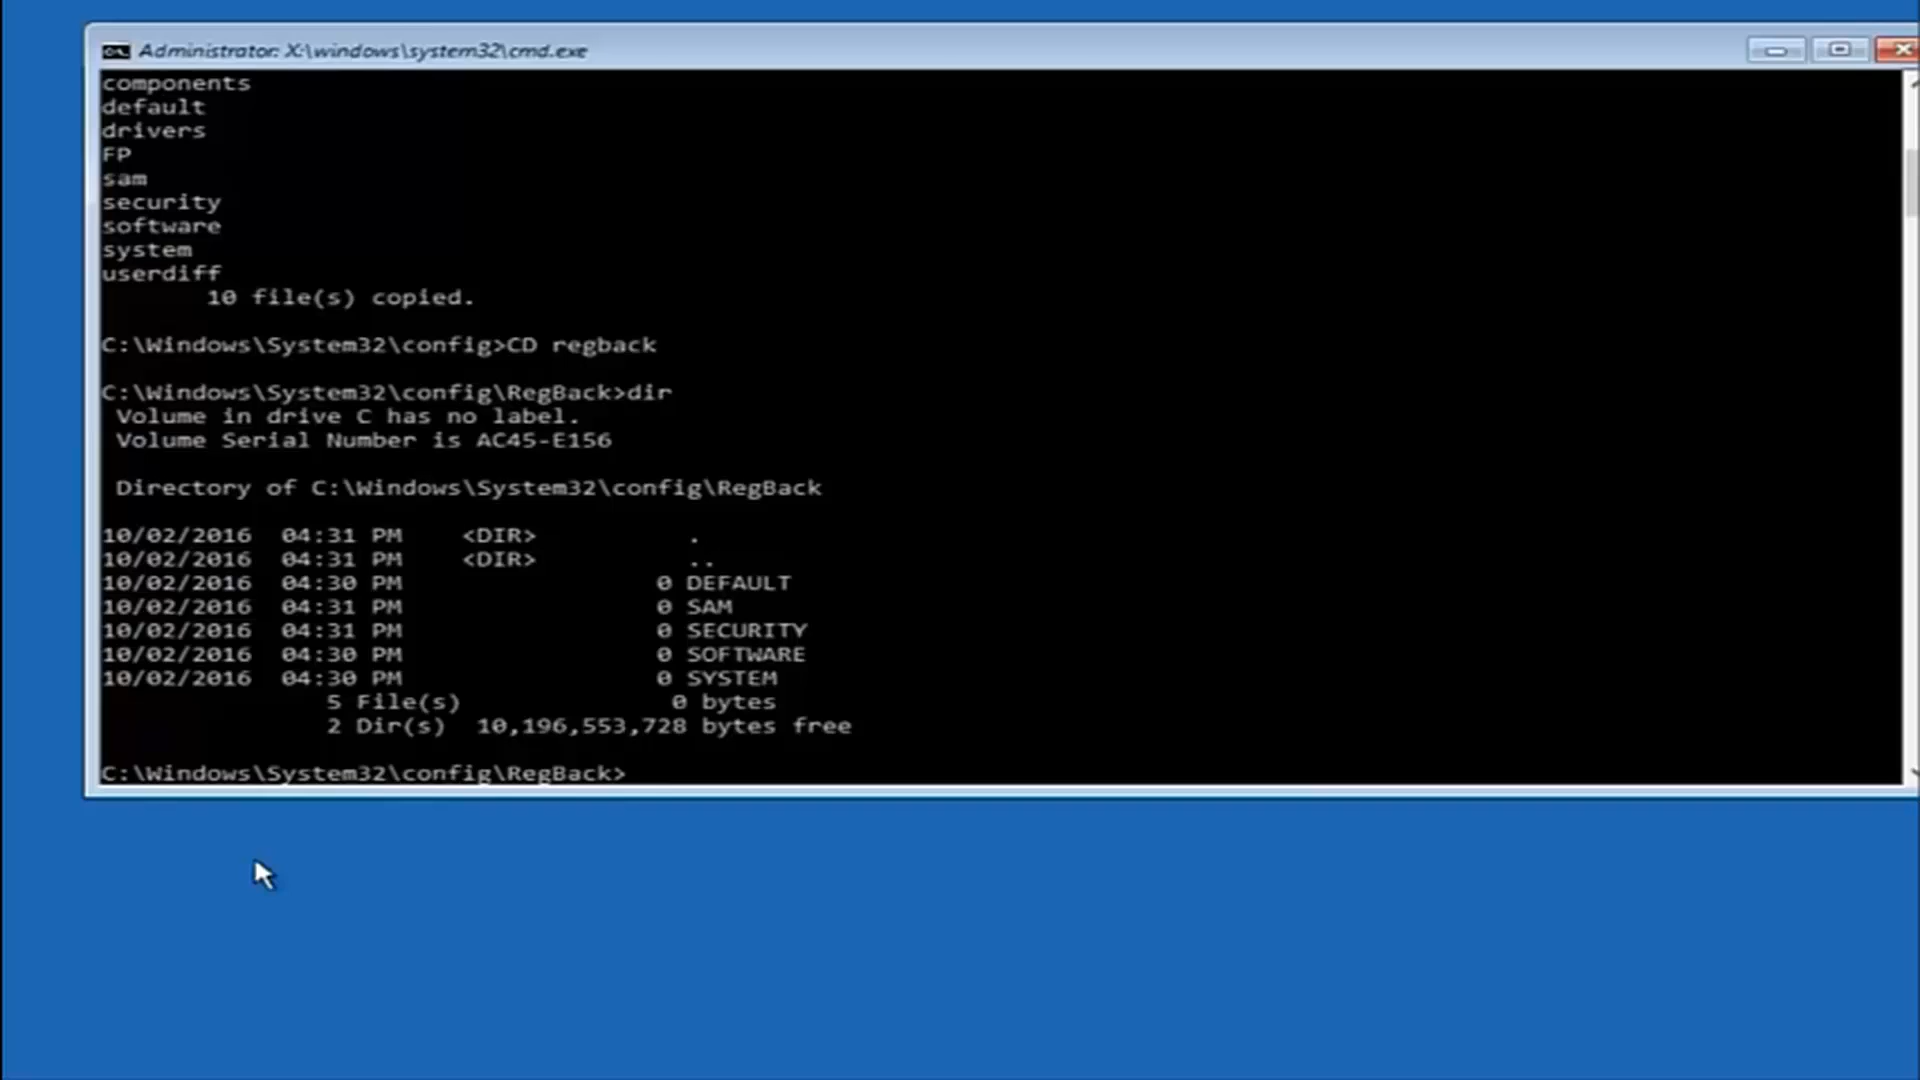 Administrator: X:\windows\system32\cmd.exe
components
default
drivers
FP
sam
security
software
system
userdiff
10 file(s) copied.
C:\Windows\System32\config>CD regback
C:\Windows\System32\config\RegBack>dir
Volume in drive C has no label.
Volume Serial Number is AC45-E156
Directory of C:\Windows\System32\config\RegBack
10/02/2016 04:31 PM <DIR> .
10/02/2016 04:31 PM <DIR> ..
10/02/2016 04:30 PM 0 DEFAULT
10/02/2016 04:31 PM 0 SAM
10/02/2016 04:31 PM 0 SECURITY
10/02/2016 04:30 PM 0 SOFTWARE
10/02/2016 04:30 PM 0 SYSTEM
5 File(s) 0 bytes
2 Dir(s) 10,196,553,728 bytes free
C:\Windows\System32\config\RegBack>